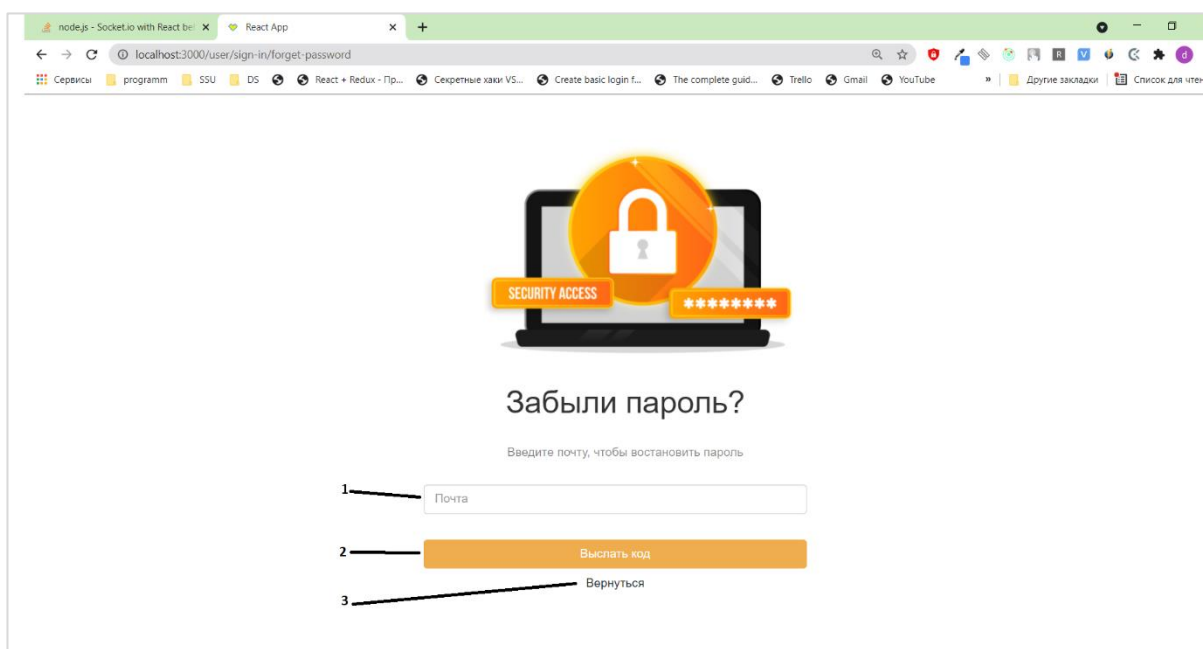 node.js - Socket.io with React bef
React App
localhost:3000/user/sign-in/forget-password
Сервисы programm SSU DS React + Redux - Пр... Секретные хаки VS... Create basic login f... The complete guid... Trello Gmail YouTube » Другие закладки Список для чтен
R V d
SECURITY ACCESS
********
Забыли пароль?
Введите почту, чтобы востановить пароль
1 Почта
2 Выслать код
Вернуться
3